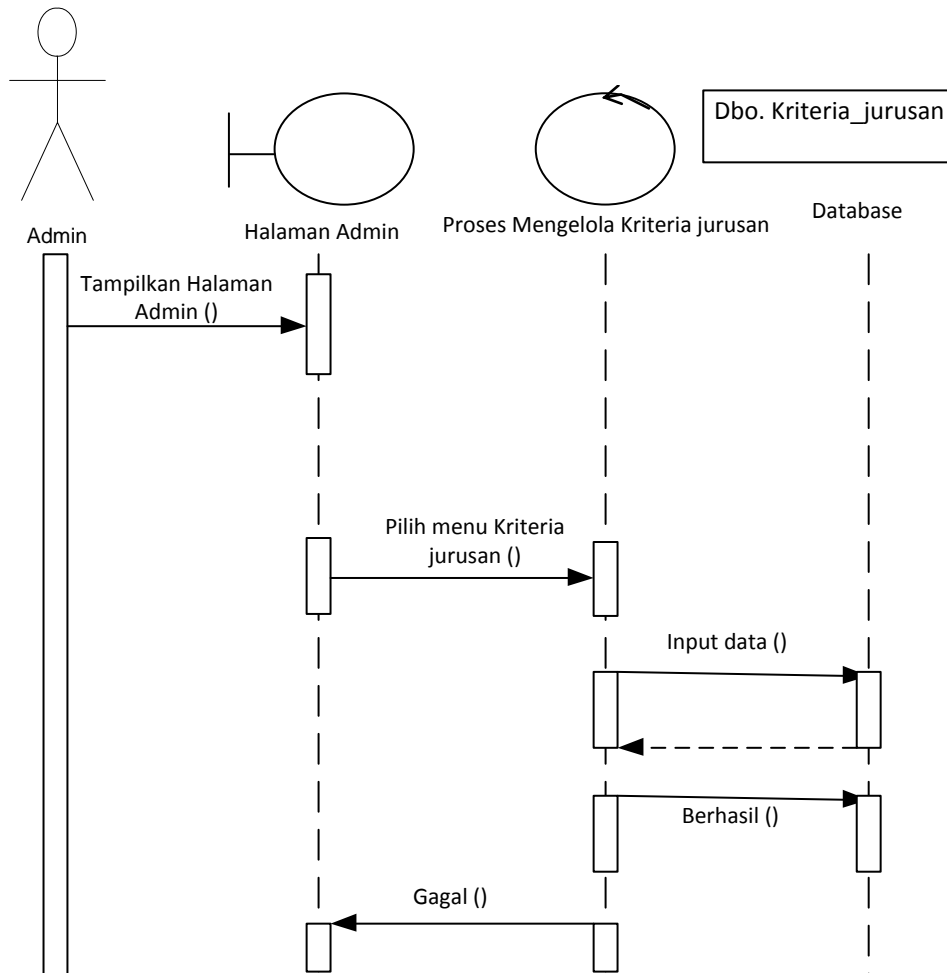 Dbo. Kriteria_jurusan
Admin
Halaman Admin
Proses Mengelola Kriteria jurusan
Database
Tampilkan Halaman
Admin ()
Pilih menu Kriteria
jurusan ()
Input data ()
Berhasil ()
Gagal ()